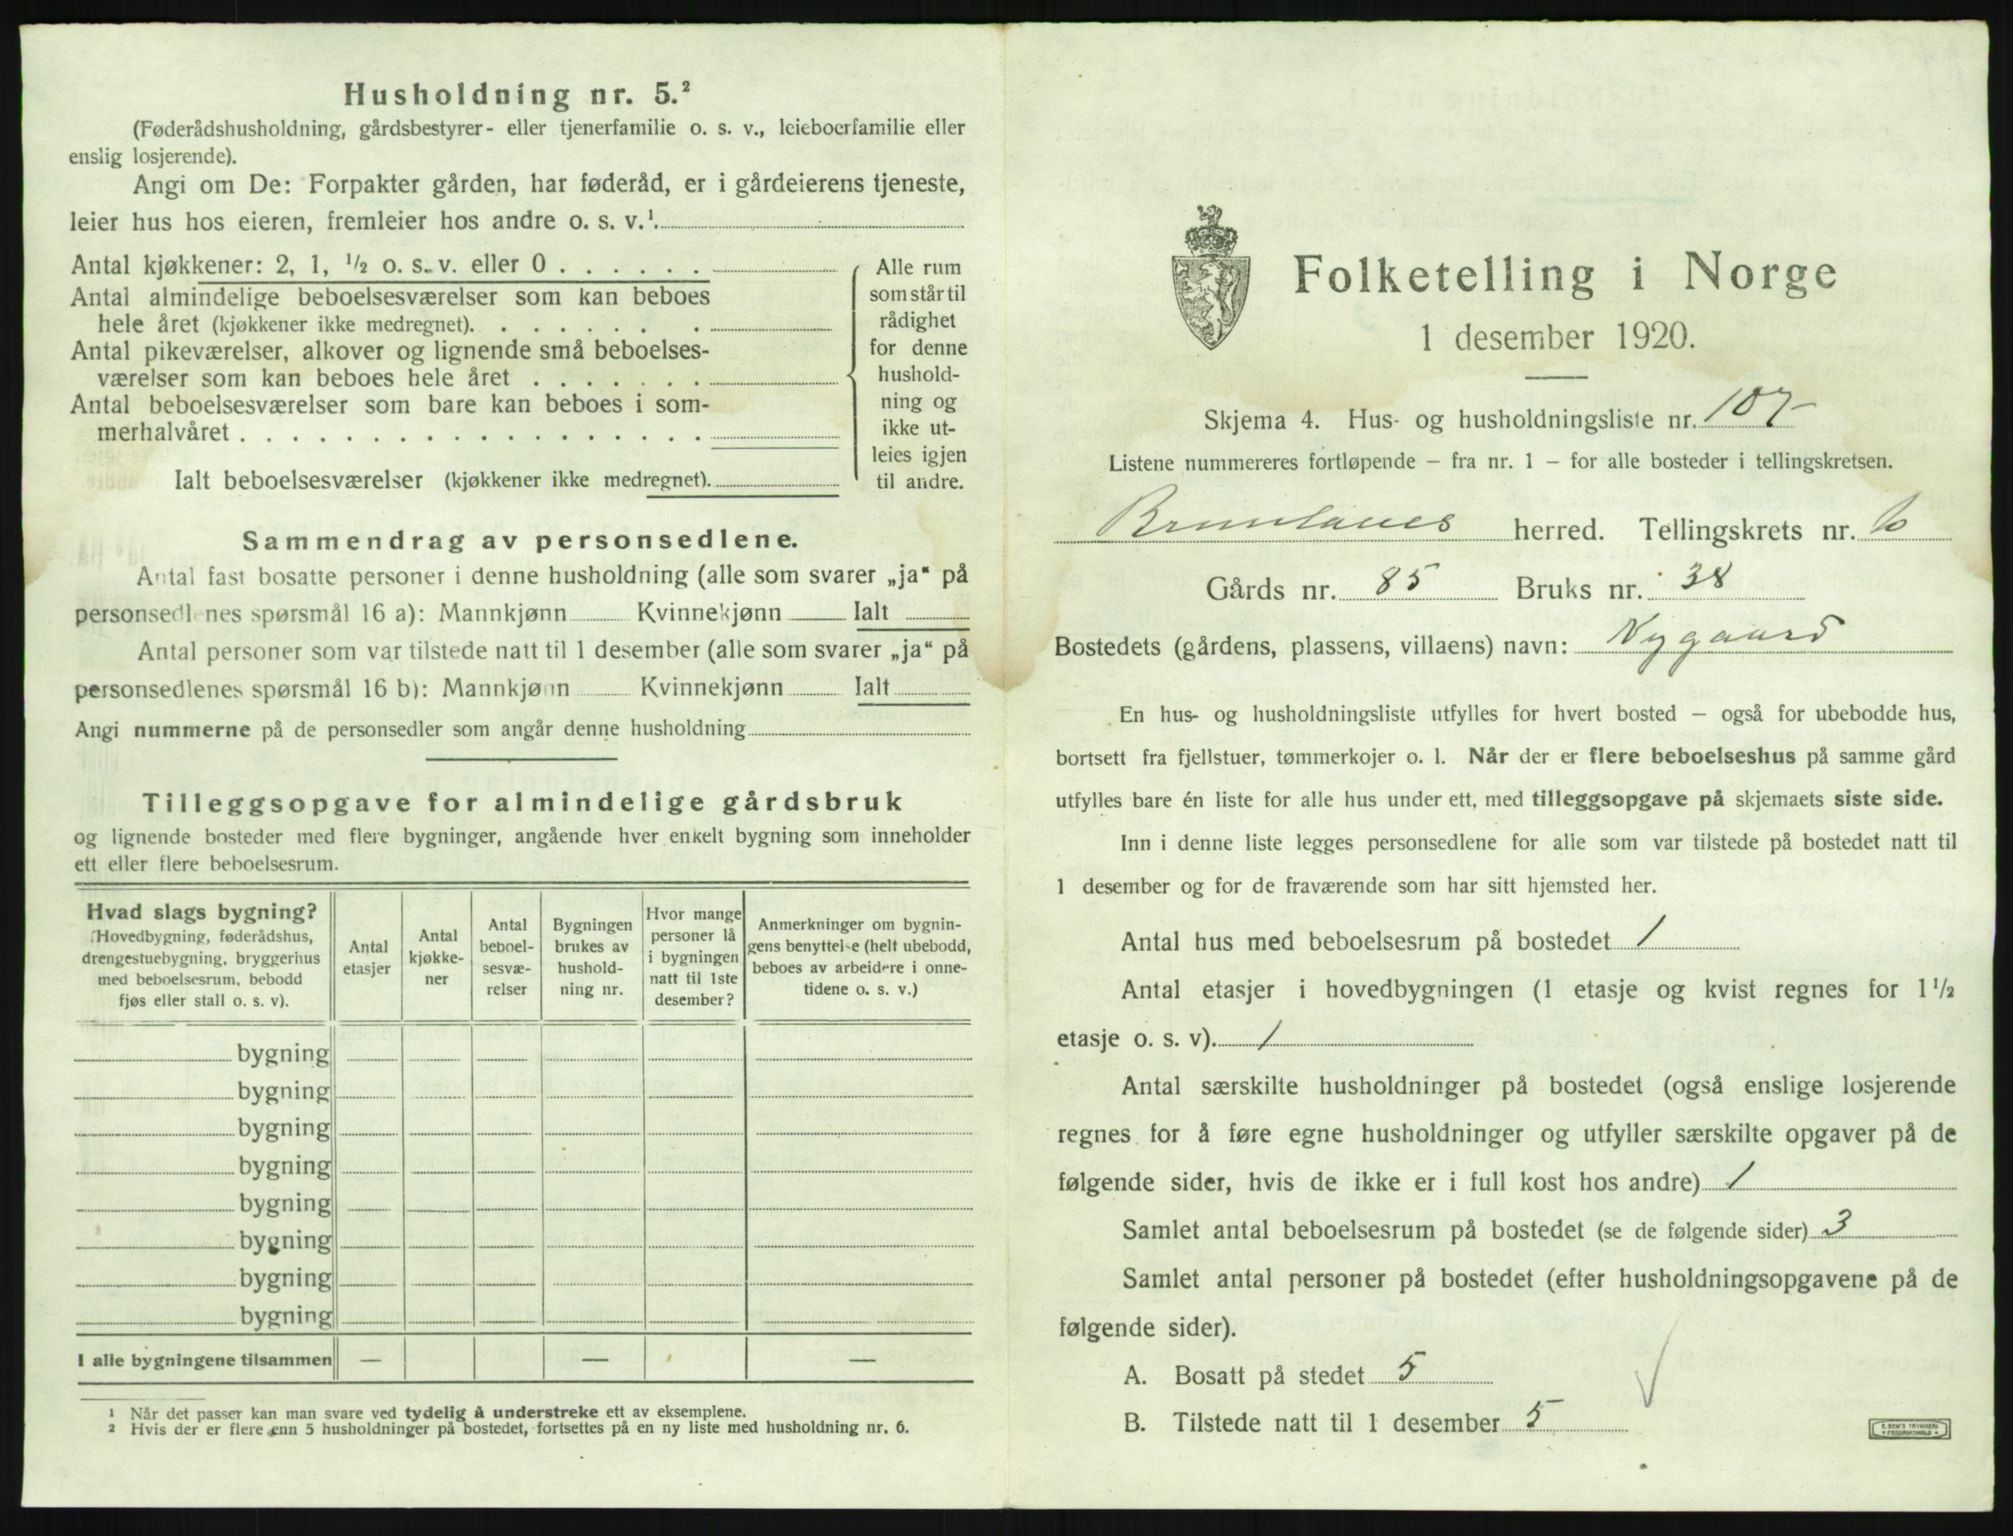 Husholdning nr. 5.²
(Føderådshusholdning, gårdsbestyrer- eller tjenerfamilie o. s. v., leieboerfamilie eller
enslig losjerende).
Angi om De: Forpakter gården, har føderåd, er i gårdeierens tjeneste,
leier hus hos eieren, fremleier hos andre o. s. v.¹
Antal kjøkkener: 2, 1, ½ o. s. v. eller 0 . . . . . .
Antal almindelige beboelsesværelser som kan beboes
hele året (kjøkkener ikke medregnet). . . . . . . .
Antal pikeværelser, alkover og lignende små beboelses-
værelser som kan beboes hele året . . . . . . .
Antal beboelsesværelser som bare kan beboes i som-
merhalvåret . . . . . . . . . . . . . . . . . .
Ialt beboelsesværelser (kjøkkener ikke medregnet).
Alle rum
som står til
rådighet
for denne
hushold-
ning og
ikke ut-
leies igjen
til andre.
Sammendrag av personsedlene.
Antal fast bosatte personer i denne husholdning (alle som svarer „ja“ på
personsedlenes spørsmål 16 a): Mannkjønn Kvinnekjønn Ialt
Antal personer som var tilstede natt til 1 desember (alle som svarer „ja“ på
personsedlenes spørsmål 16 b): Mannkjønn Kvinnekjønn Ialt
Angi nummerne på de personsedler som angår denne husholdning
Tilleggsopgave for almindelige gårdsbruk
og lignende bosteder med flere bygninger, angående hver enkelt bygning som inneholder
ett eller flere beboelsesrum.
Hvad slags bygning?
(Hovedbygning, føderådshus,
drengestuebygning, bryggerhus
med beboelsesrum, bebodd
fjøs eller stall o. s. v).
Antal
etasjer
Antal
kjøkke-
ner
Antal
beboel-
sesvæ-
relser
Bygningen
brukes av
hushold-
ning nr.
Hvor mange
personer lå
i bygningen
natt til 1ste
desember?
Anmerkninger om bygnin-
gens benyttelse (helt ubebodd,
beboes av arbeidere i onne-
tidene o. s. v.)
bygning
bygning
bygning
bygning
bygning
bygning
bygning
bygning
I alle bygningene tilsammen — — —
¹ Når det passer kan man svare ved tydelig å understreke ett av eksemplene.
² Hvis der er flere enn 5 husholdninger på bostedet, fortsettes på en ny liste med husholdning nr. 6.
Folketelling i Norge
1 desember 1920.
Skjema 4. Hus- og husholdningsliste nr. 107-
Listene nummereres fortløpende – fra nr. 1 – for alle bosteder i tellingskretsen.
Brunlanes herred. Tellingskrets nr. 6
Gårds nr. 85 Bruks nr. 38
Bostedets (gårdens, plassens, villaens) navn: Nygaard
En hus- og husholdningsliste utfylles for hvert bosted – også for ubebodde hus,
bortsett fra fjellstuer, tømmerkojer o. l. Når der er flere beboelseshus på samme gård
utfylles bare én liste for alle hus under ett, med tilleggsopgave på skjemaets siste side.
Inn i denne liste legges personsedlene for alle som var tilstede på bostedet natt til
1 desember og for de fraværende som har sitt hjemsted her.
Antal hus med beboelsesrum på bostedet 1
Antal etasjer i hovedbygningen (1 etasje og kvist regnes for 1½
etasje o. s. v). 1
Antal særskilte husholdninger på bostedet (også enslige losjerende
regnes for å føre egne husholdninger og utfyller særskilte opgaver på de
følgende sider, hvis de ikke er i full kost hos andre) 1
Samlet antal beboelsesrum på bostedet (se de følgende sider) 3
Samlet antal personer på bostedet (efter husholdningsopgavene på de
følgende sider).
A. Bosatt på stedet 5
B. Tilstede natt til 1 desember 5